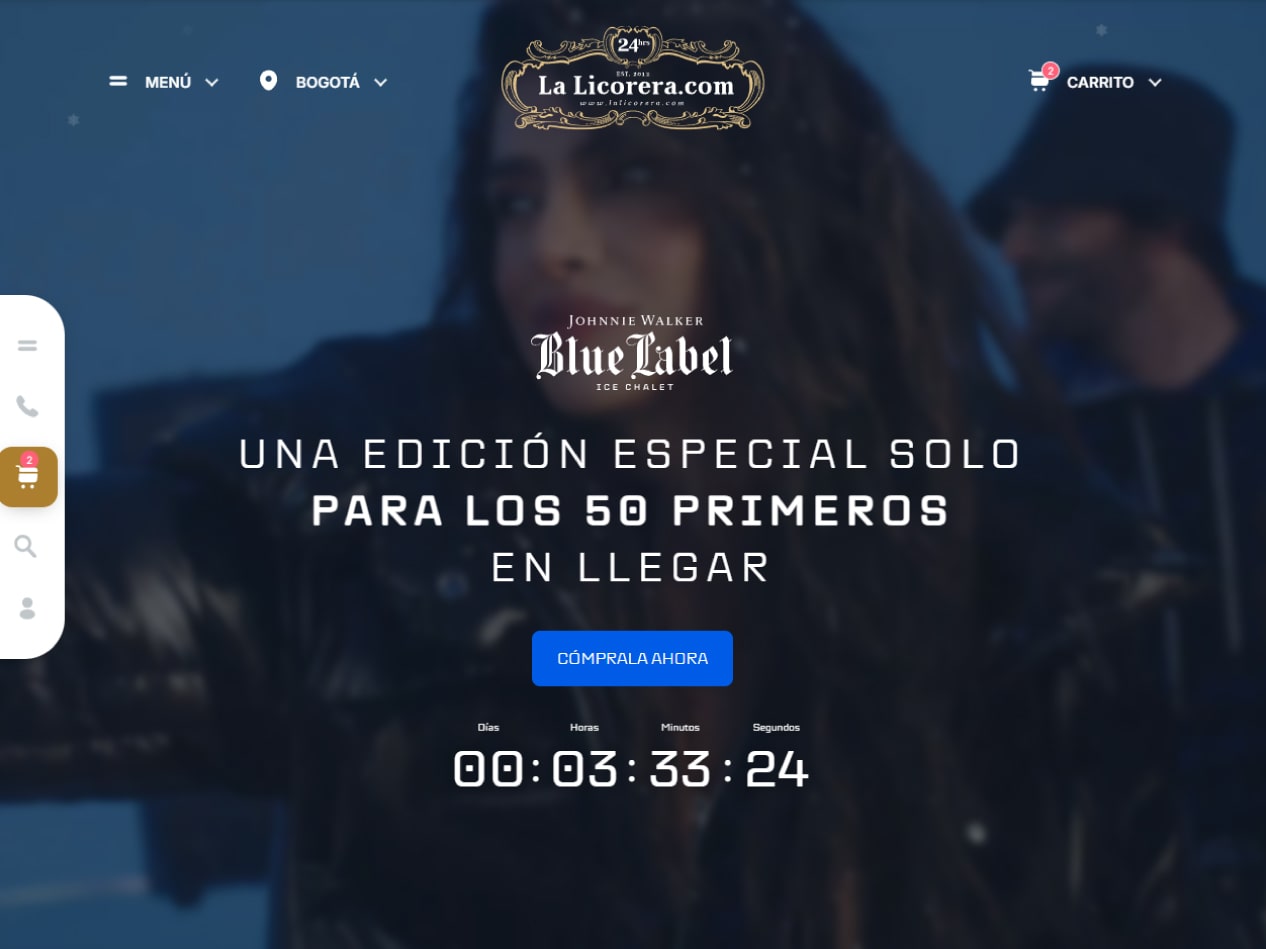 24hrs
EST. 2013
MENÚ
BOGOTÁ
La Licorera.com
www.lalicorera.com
2
CARRITO
JOHNNIE WALKER
Blue Label
ICE CHALET
2
UNA EDICIÓN ESPECIAL SOLO
PARA LOS 50 PRIMEROS
EN LLEGAR
CÓMPRALA AHORA
Días Horas Minutos Segundos
00 : 03 : 33 : 24